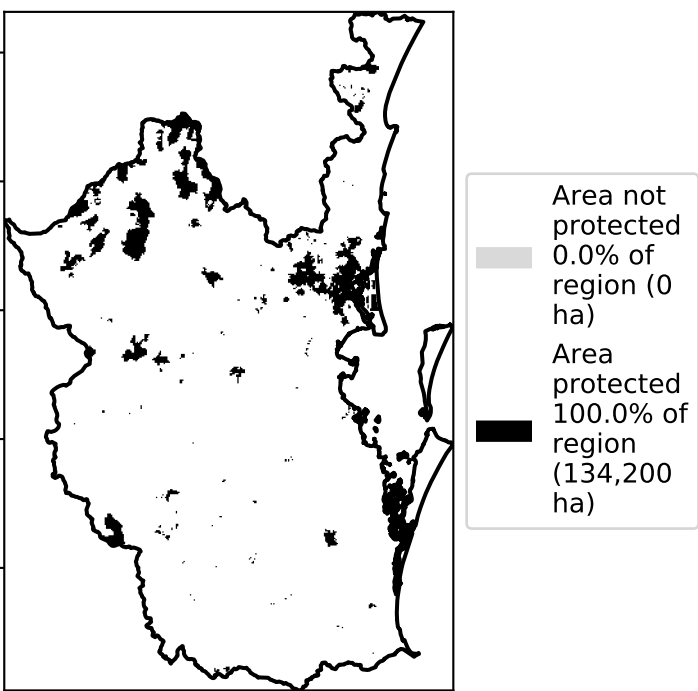 Area not
protected
0.0% of
region (0
ha)
Area
protected
100.0% of
region
(134,200
ha)